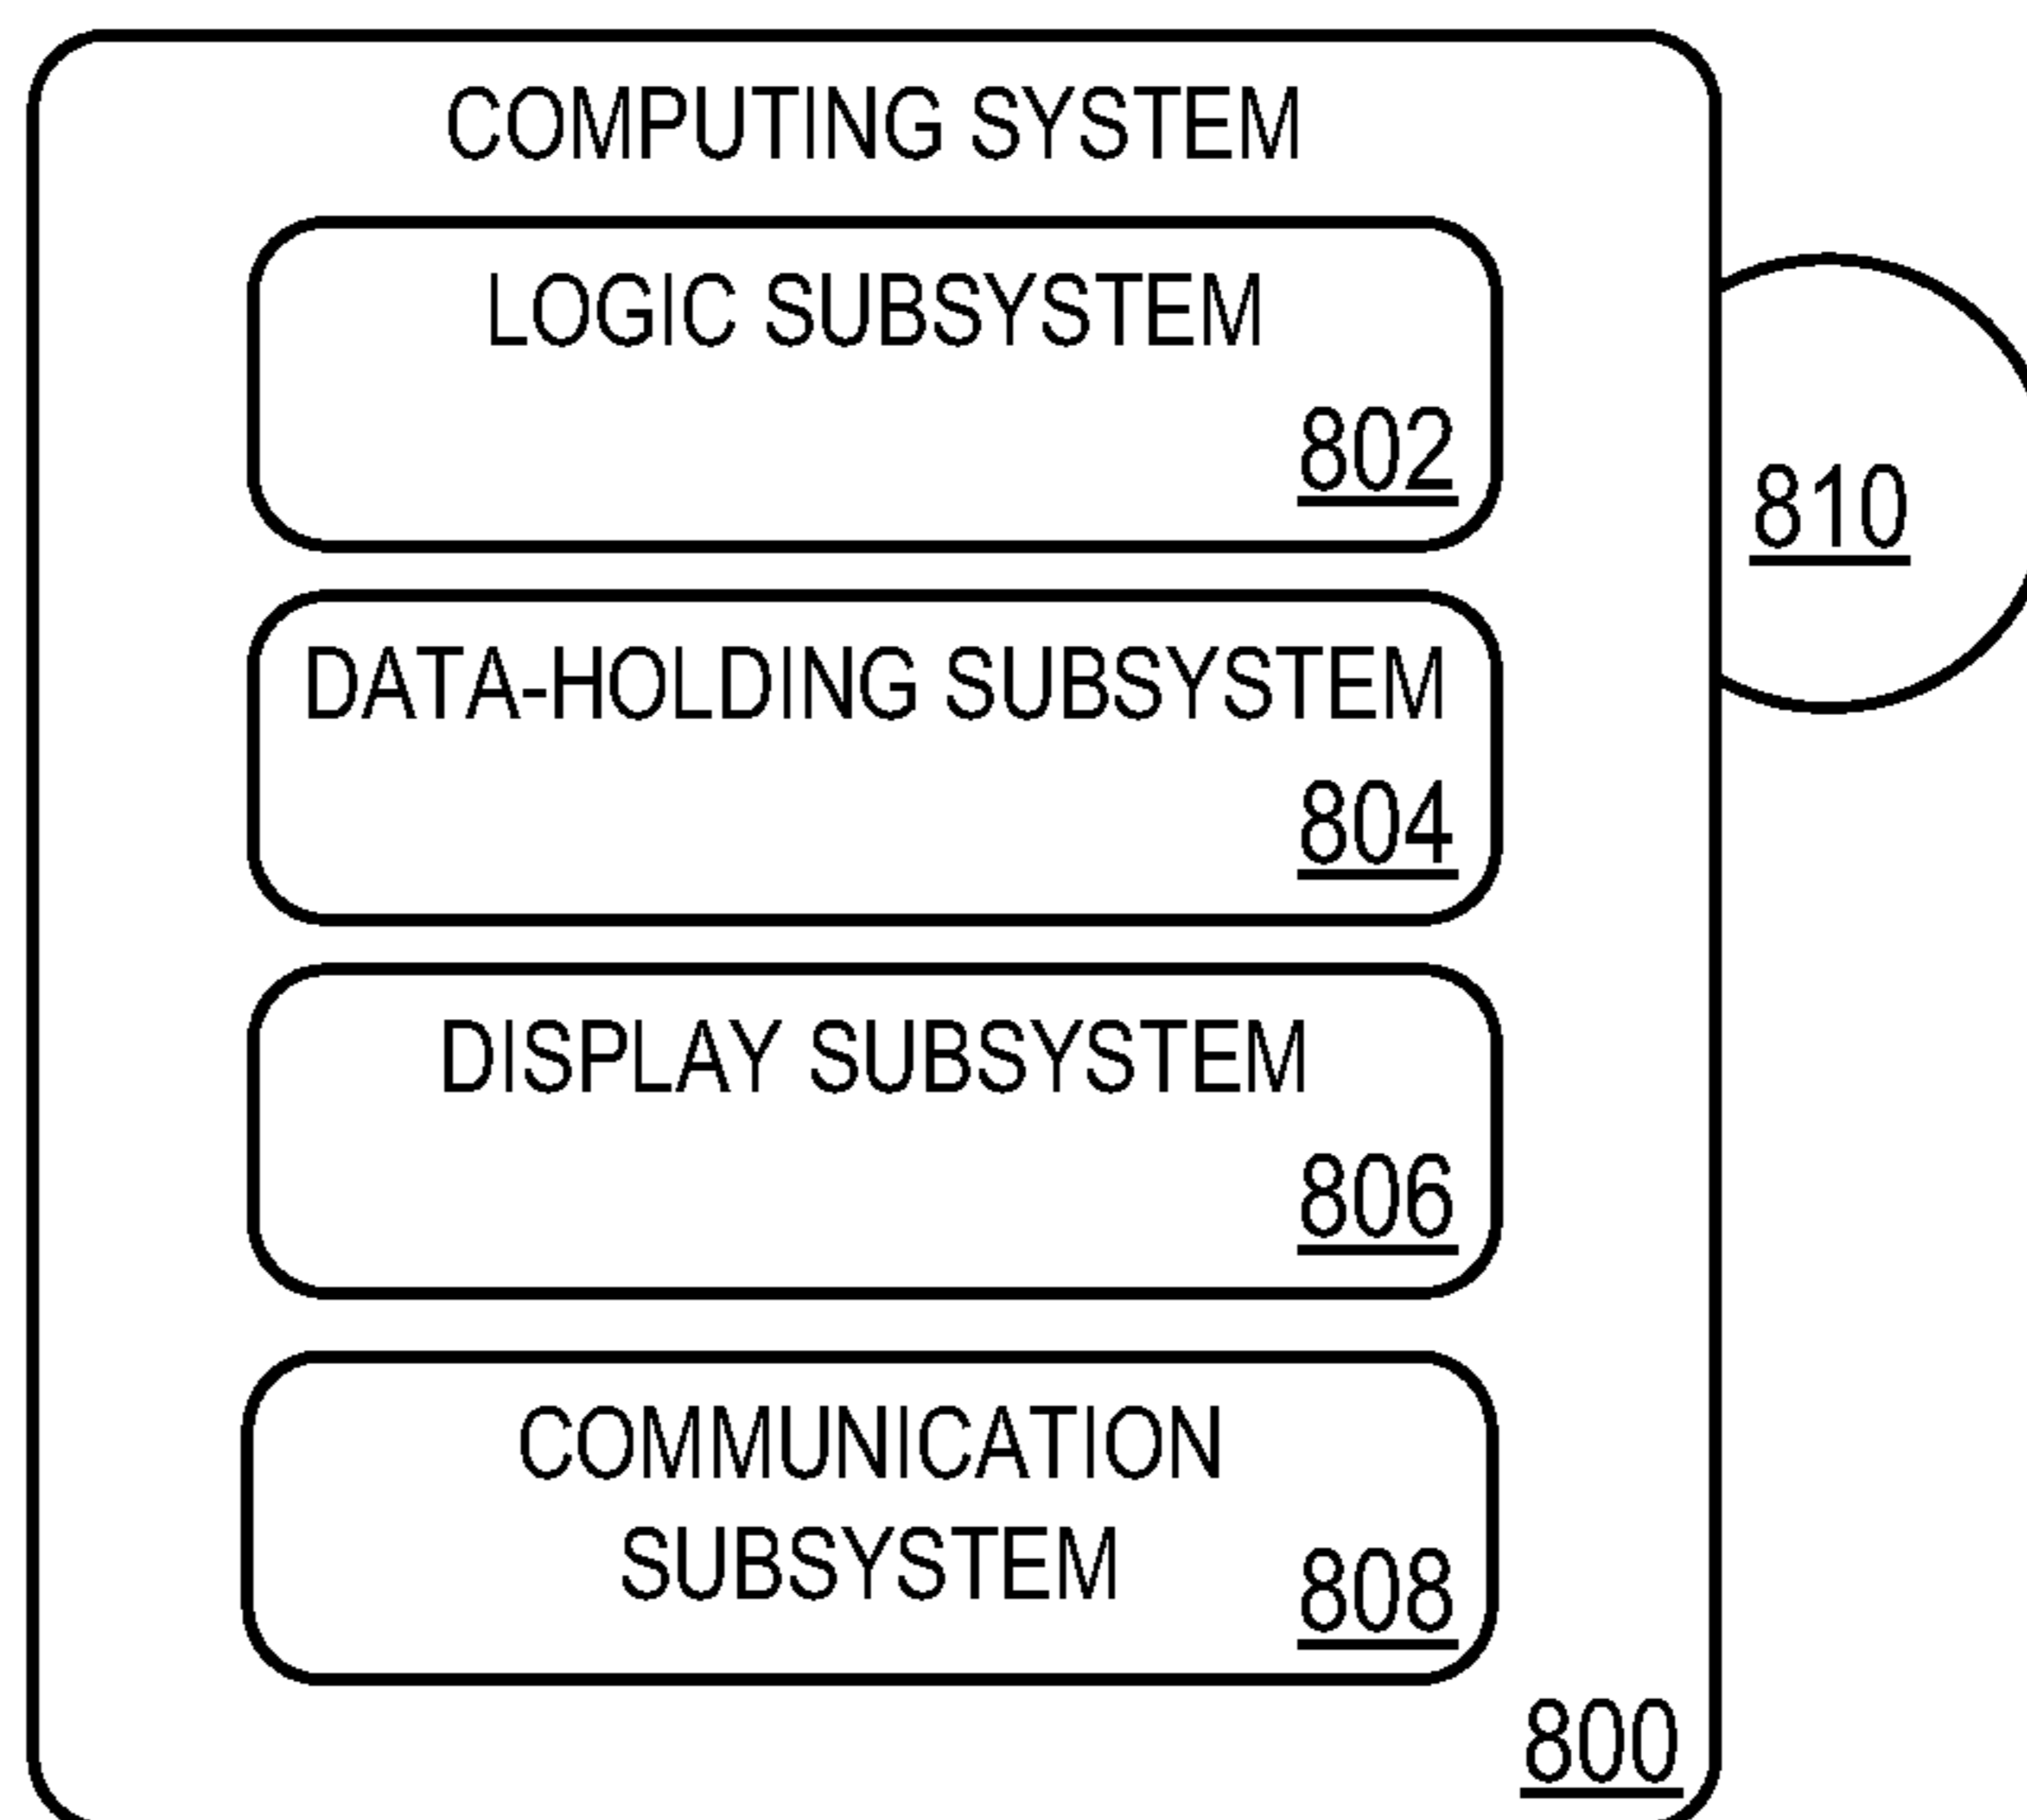 COMPUTING SYSTEM
LOGIC SUBSYSTEM
802
810
DATA-HOLDING SUBSYSTEM
804
DISPLAY SUBSYSTEM
806
COMMUNICATION
SUBSYSTEM
808
800